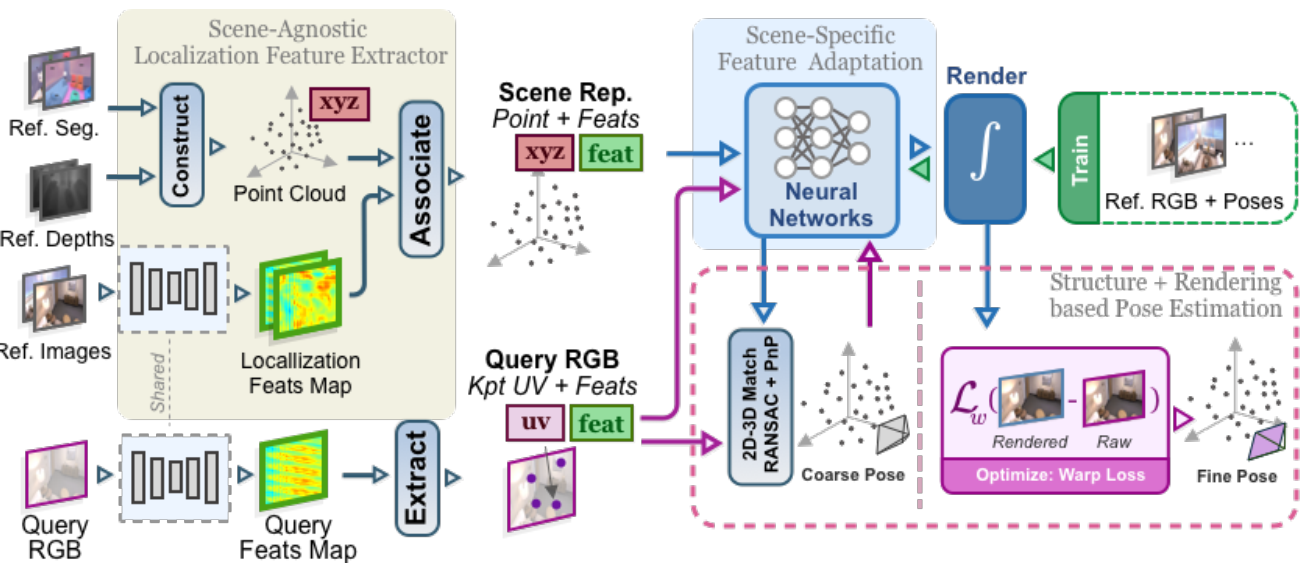 Scene-Agnostic
Localization Feature Extractor
Ref. Seg.
Ref. Depths
Ref. Images
Construct
xyz
Point Cloud
Associate
Locallization
Feats Map
Shared
Query
RGB
Query
Feats Map
Extract
Scene Rep.
Point + Feats
xyz feat
Query RGB
Kpt UV + Feats
uv feat
Scene-Specific
Feature Adaptation
Neural
Networks
Render
∫
Train
...
Ref. RGB + Poses
Structure + Rendering
based Pose Estimation
2D-3D Match
RANSAC + PnP
Coarse Pose
ℒw( - )
Rendered Raw
Optimize: Warp Loss
Fine Pose